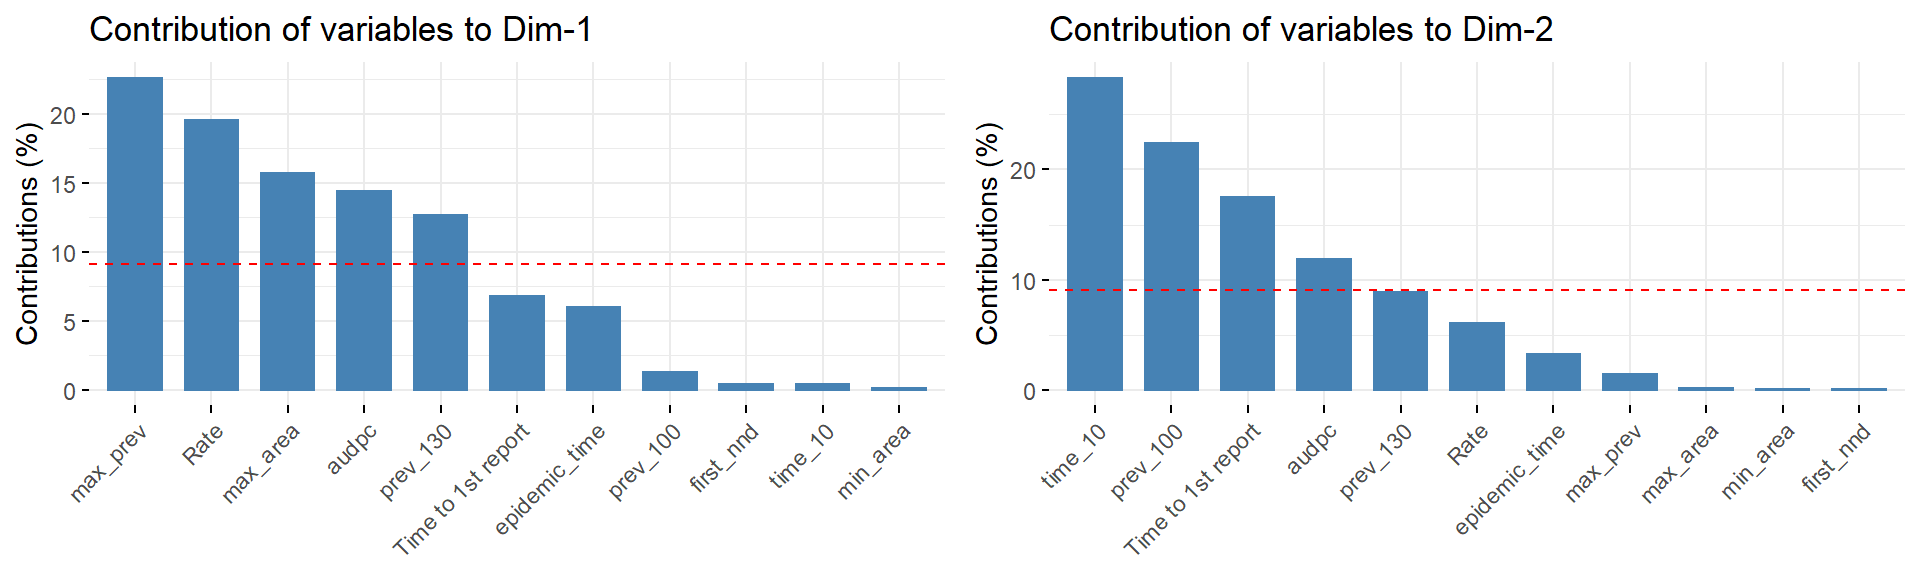 Contribution of variables to Dim-1
Contributions (%)
20
15
10
5
0
max_prev
Rate
max_area
audpc
prev_130
Time to 1st report
epidemic_time
prev_100
first_nnd
time_10
min_area
Contribution of variables to Dim-2
Contributions (%)
20
10
0
time_10
prev_100
Time to 1st report
audpc
prev_130
Rate
epidemic_time
max_prev
max_area
min_area
first_nnd